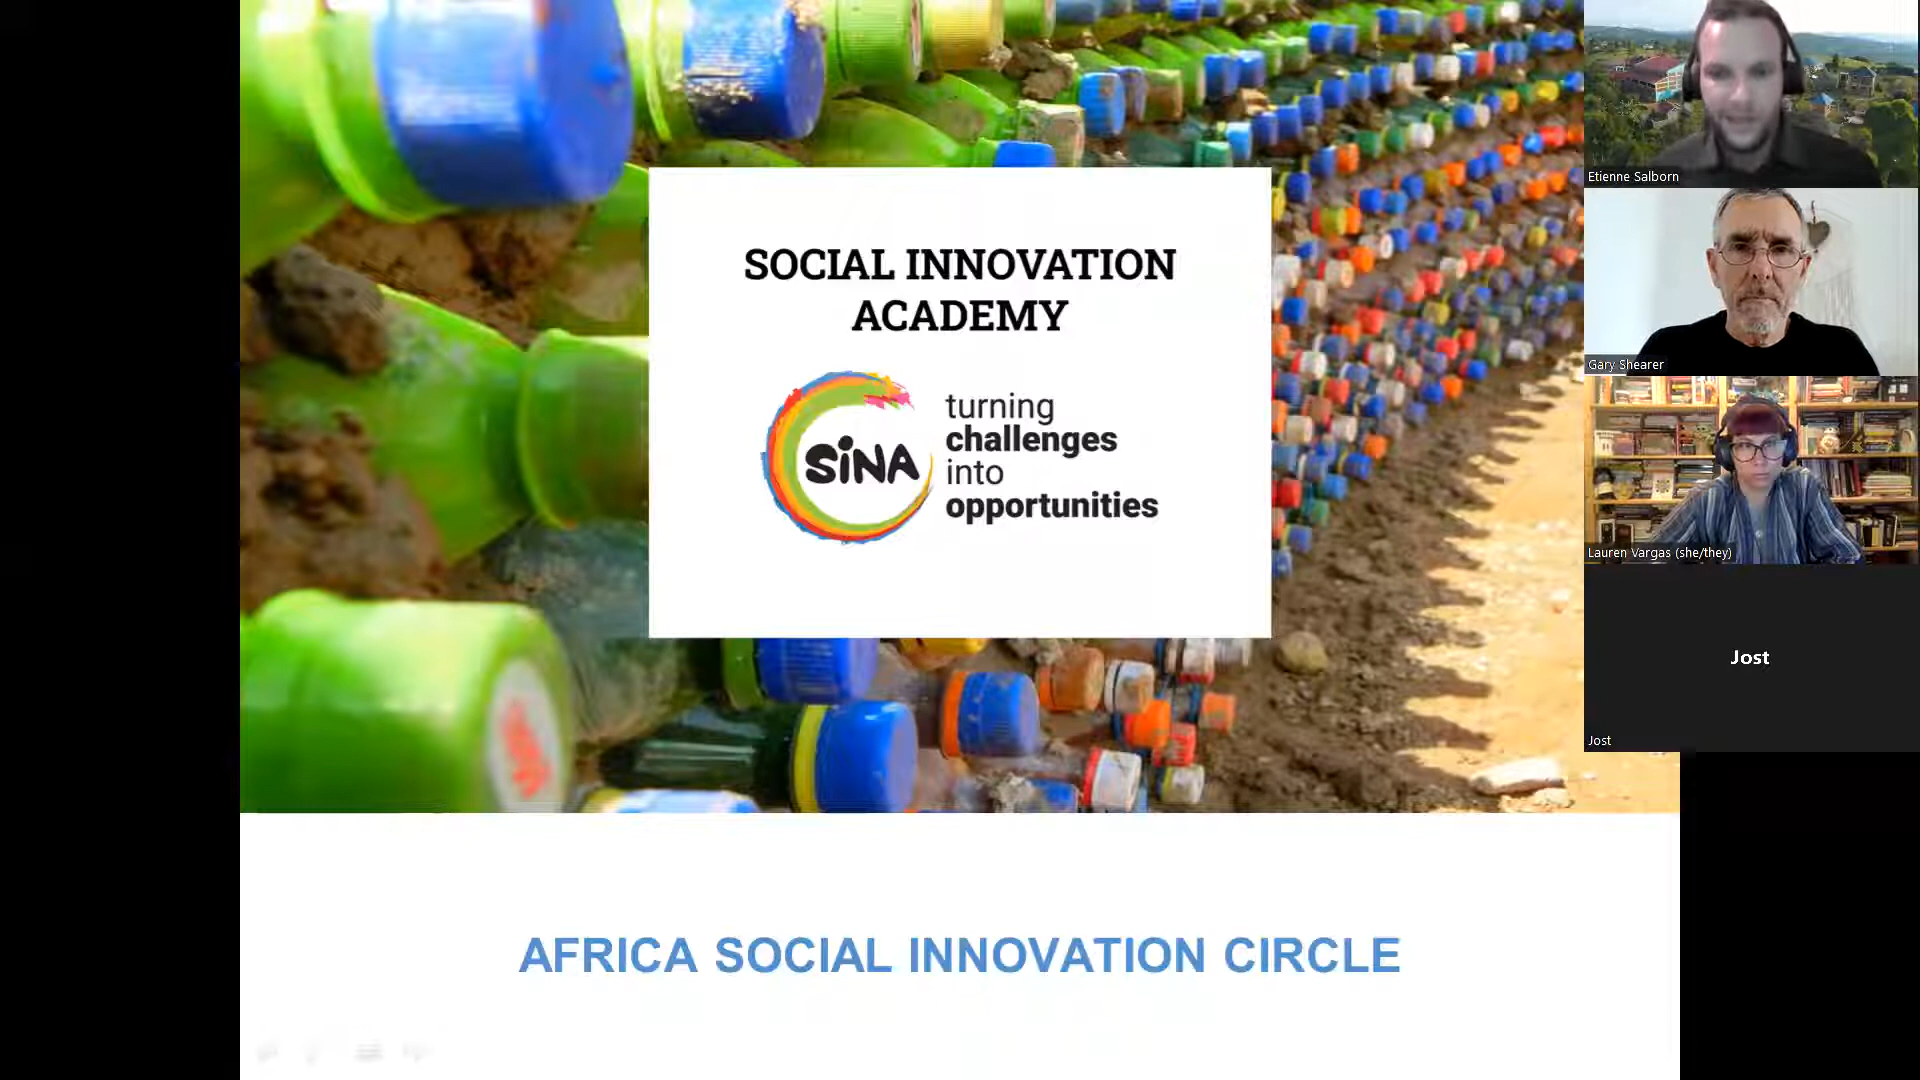 SOCIAL INNOVATION
ACADEMY
SiNA
turning
challenges
into
opportunities
AFRICA SOCIAL INNOVATION CIRCLE
Etienne Salborn
Gary Shearer
Lauren Vargas (she/they)
Jost
Jost